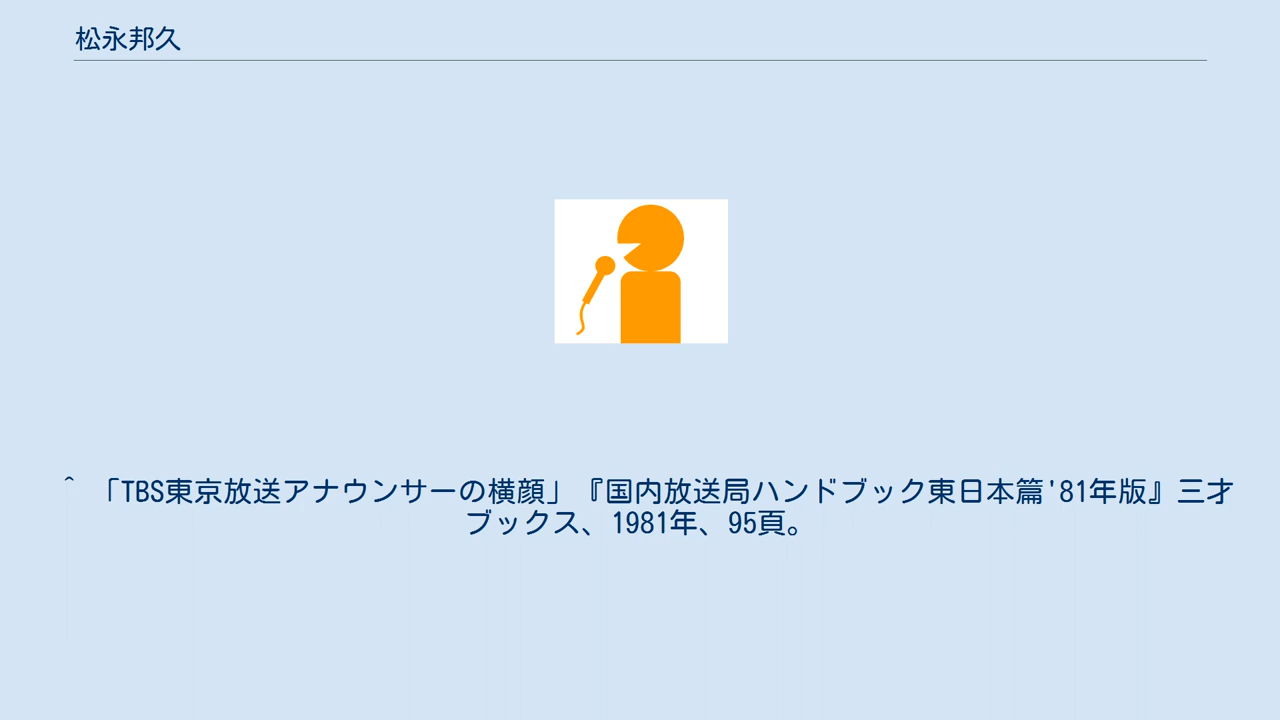 松永邦久
^ 「TBS東京放送アナウンサーの横顔」『国内放送局ハンドブック東日本篇'81年版』三才
ブックス、1981年、95頁。